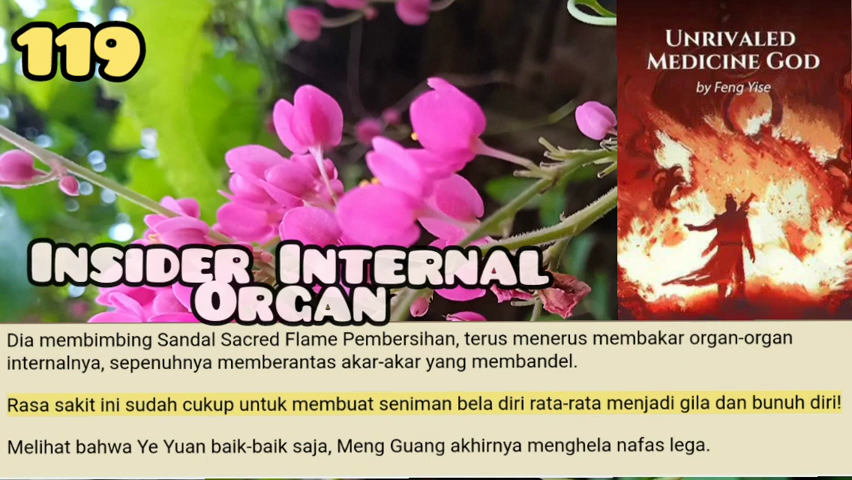 119
UNRIVALED
MEDICINE GOD
by Feng Yise
INSIDER INTERNAL
ORGAN
Dia membimbing Sandal Sacred Flame Pembersihan, terus menerus membakar organ-organ
internalnya, sepenuhnya memberantas akar-akar yang membandel.
Rasa sakit ini sudah cukup untuk membuat seniman bela diri rata-rata menjadi gila dan bunuh diri!
Melihat bahwa Ye Yuan baik-baik saja, Meng Guang akhirnya menghela nafas lega.